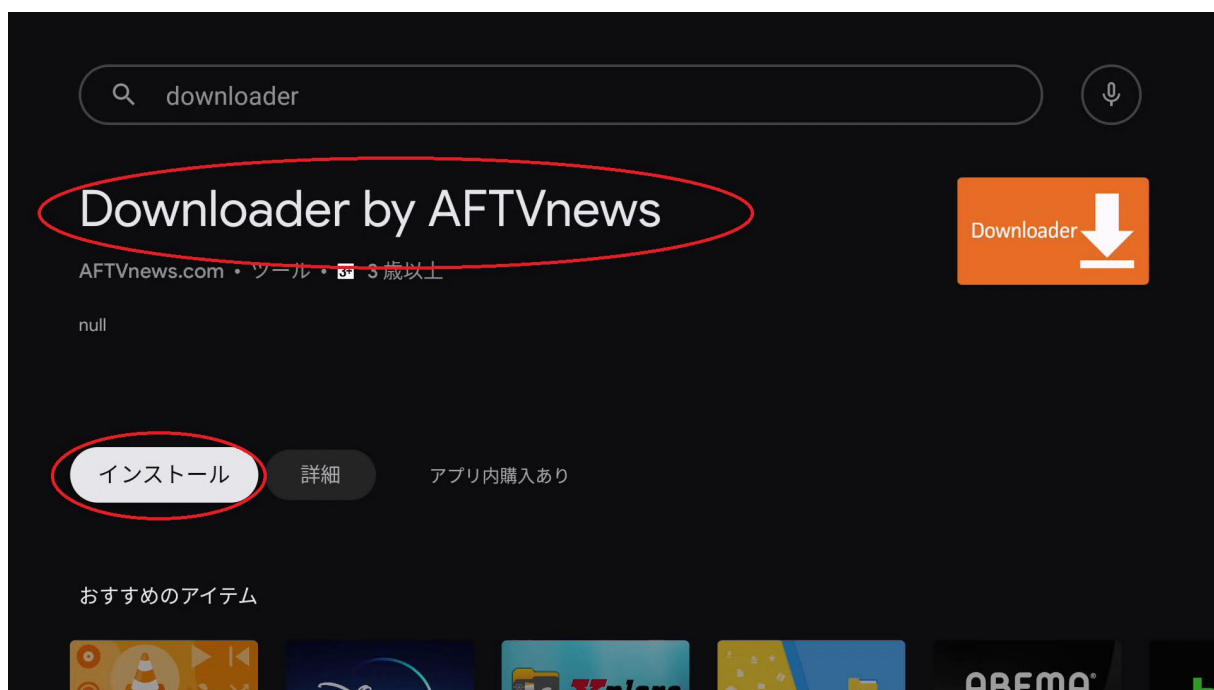 downloader
Downloader by AFTVnews
Downloader
AFTVnews.com • ツール • 3+ 3 歳以上
null
インストール 詳細 アプリ内購入あり
おすすめのアイテム
ABEMA